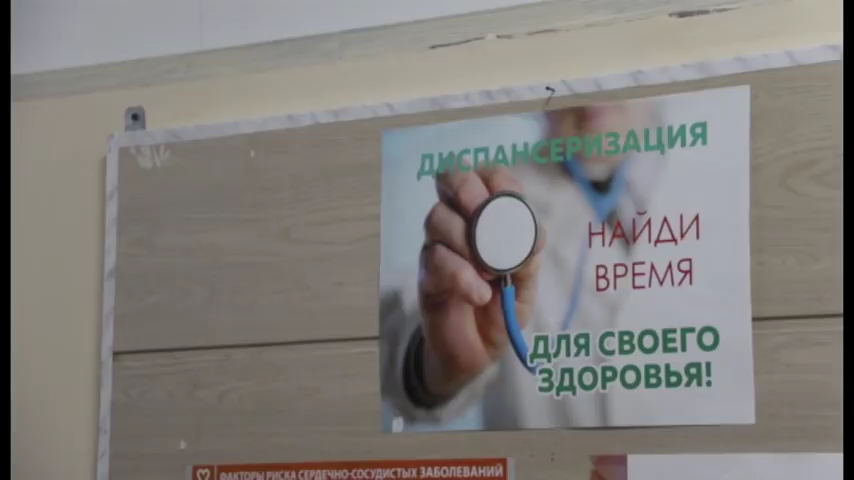 ДИСПАНСЕРИЗАЦИЯ
НАЙДИ
ВРЕМЯ
ДЛЯ СВОЕГО
ЗДОРОВЬЯ!
ФАКТОРЫ РИСКА СЕРДЕЧНО-СОСУДИСТЫХ ЗАБОЛЕВАНИЙ